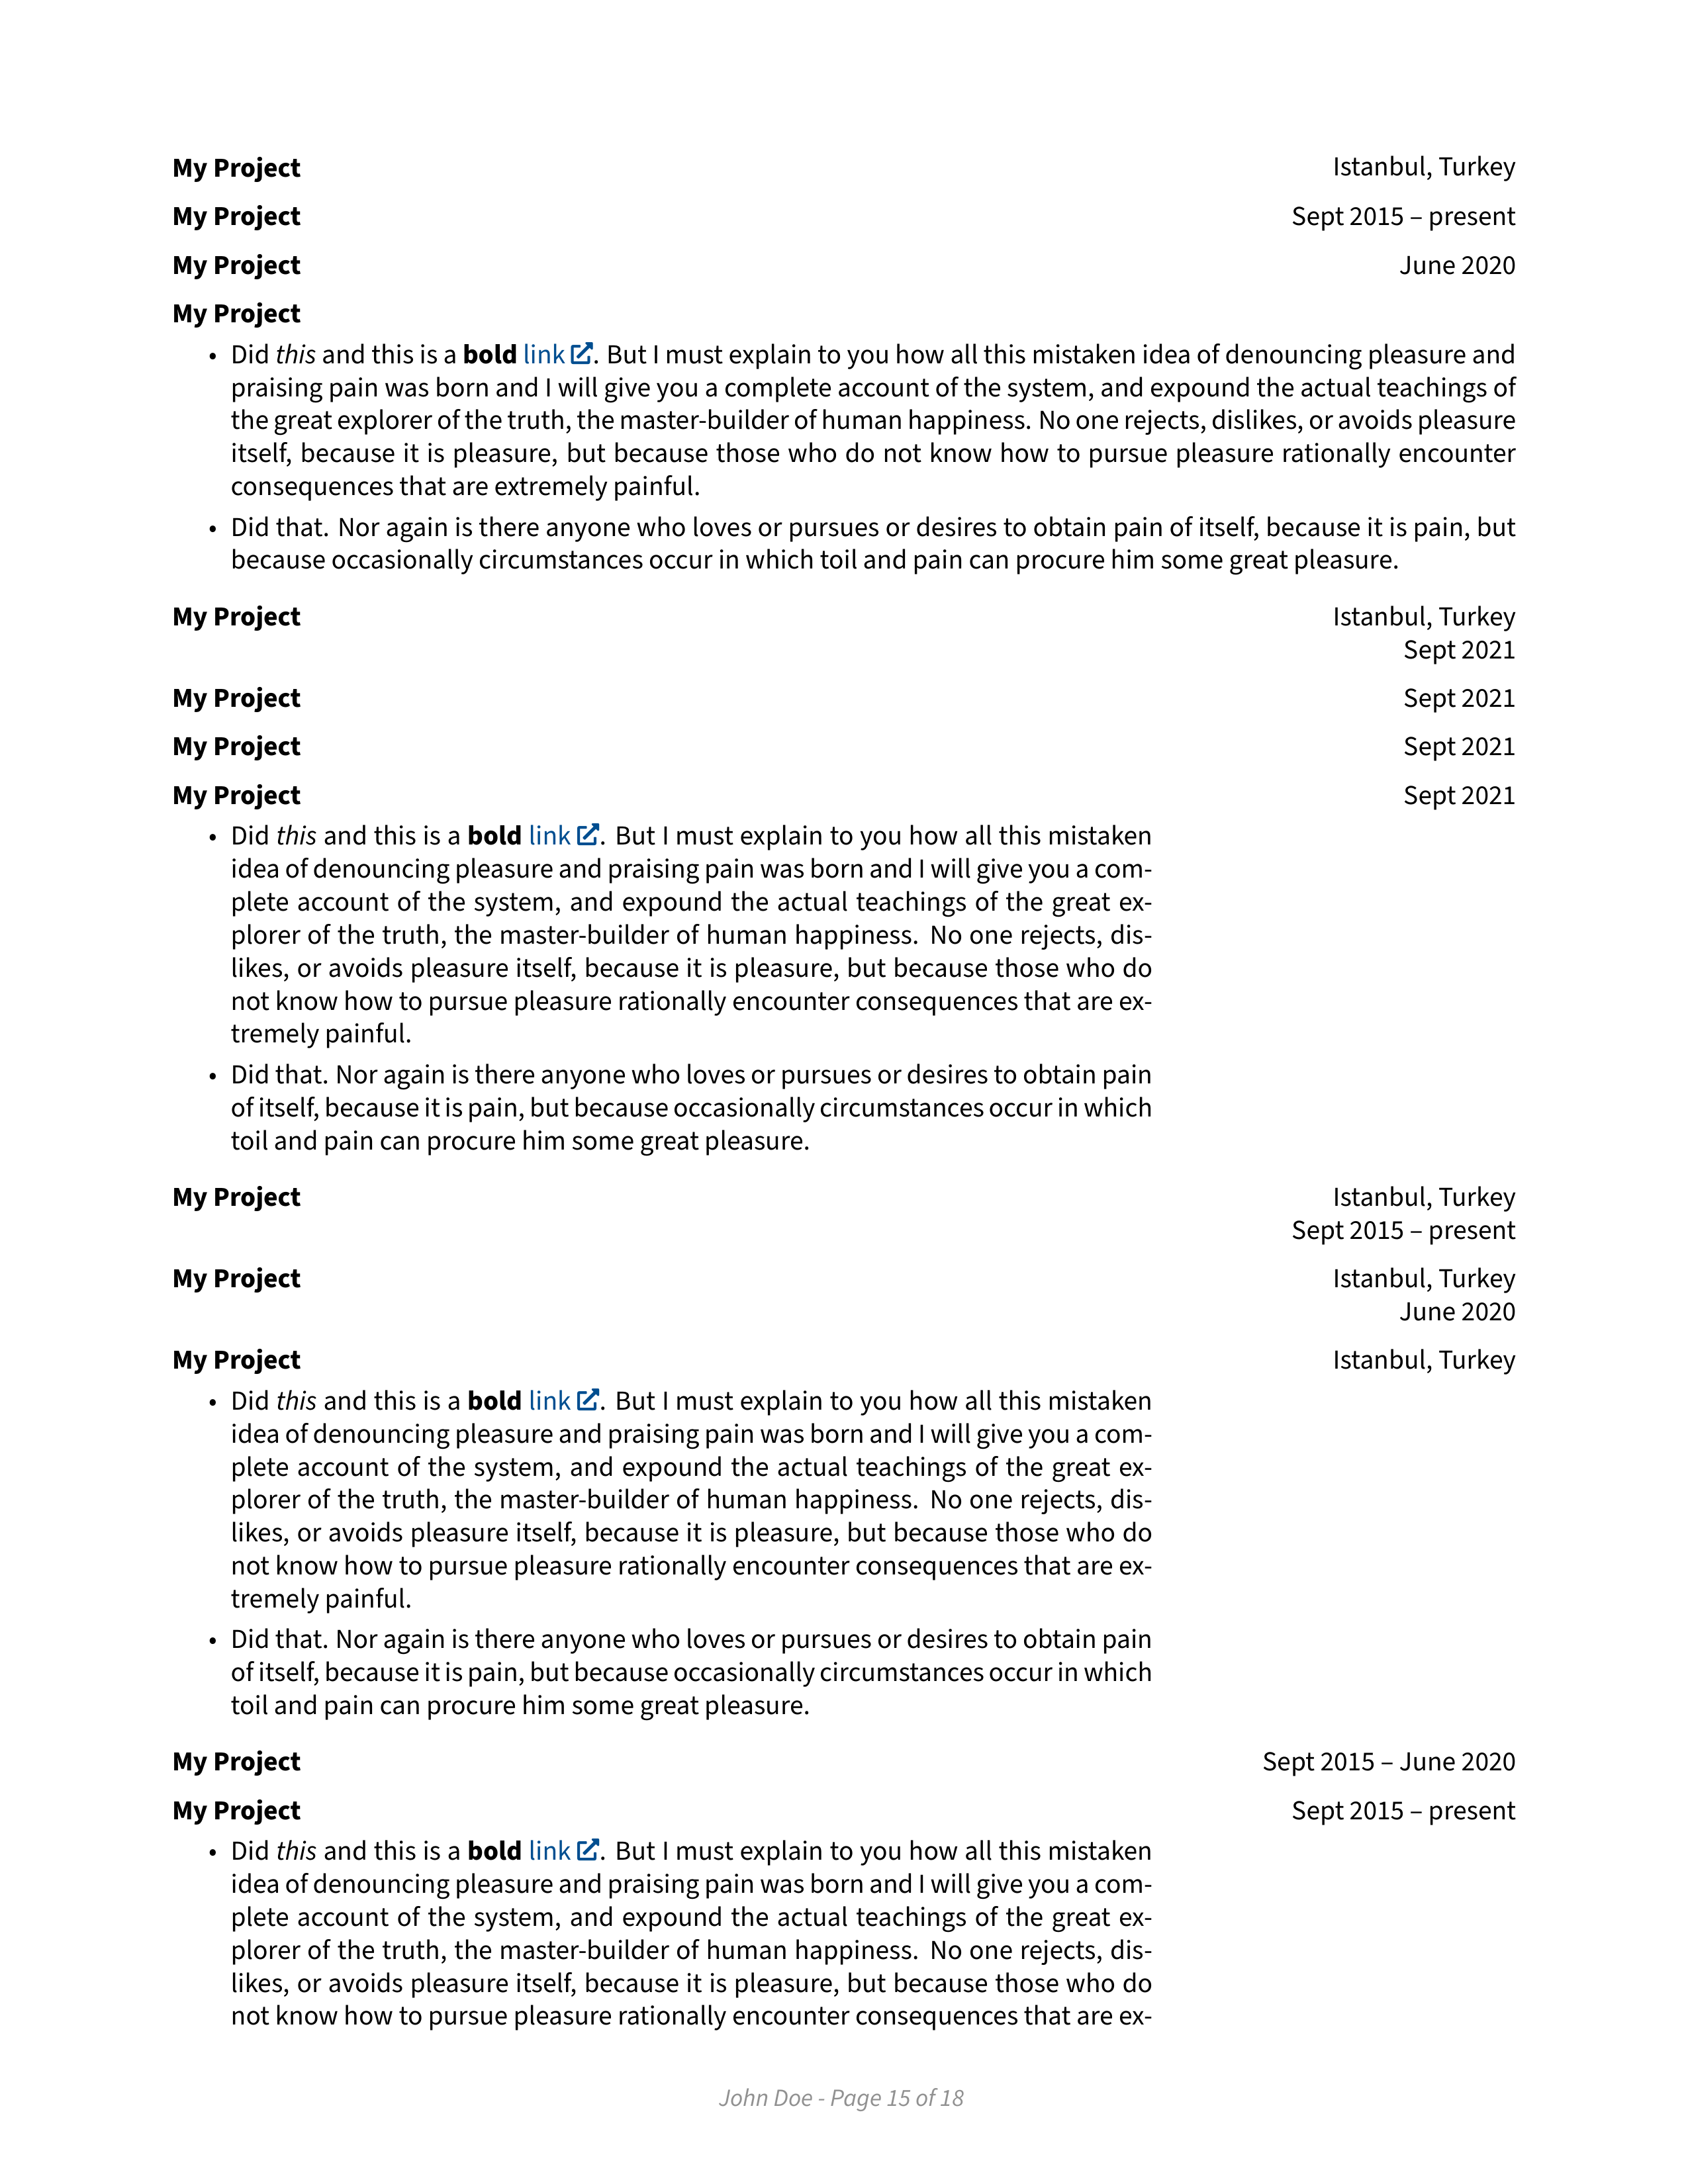 My Project Istanbul, Turkey
My Project Sept 2015 – present
My Project June 2020
My Project
• Did this and this is a bold link. But I must explain to you how all this mistaken idea of denouncing pleasure and
praising pain was born and I will give you a complete account of the system, and expound the actual teachings of
the great explorer of the truth, the master-builder of human happiness. No one rejects, dislikes, or avoids pleasure
itself, because it is pleasure, but because those who do not know how to pursue pleasure rationally encounter
consequences that are extremely painful.
• Did that. Nor again is there anyone who loves or pursues or desires to obtain pain of itself, because it is pain, but
because occasionally circumstances occur in which toil and pain can procure him some great pleasure.
My Project Istanbul, Turkey
Sept 2021
My Project Sept 2021
My Project Sept 2021
My Project Sept 2021
• Did this and this is a bold link. But I must explain to you how all this mistaken
idea of denouncing pleasure and praising pain was born and I will give you a com-
plete account of the system, and expound the actual teachings of the great ex-
plorer of the truth, the master-builder of human happiness. No one rejects, dis-
likes, or avoids pleasure itself, because it is pleasure, but because those who do
not know how to pursue pleasure rationally encounter consequences that are ex-
tremely painful.
• Did that. Nor again is there anyone who loves or pursues or desires to obtain pain
of itself, because it is pain, but because occasionally circumstances occur in which
toil and pain can procure him some great pleasure.
My Project Istanbul, Turkey
Sept 2015 – present
My Project Istanbul, Turkey
June 2020
My Project Istanbul, Turkey
• Did this and this is a bold link. But I must explain to you how all this mistaken
idea of denouncing pleasure and praising pain was born and I will give you a com-
plete account of the system, and expound the actual teachings of the great ex-
plorer of the truth, the master-builder of human happiness. No one rejects, dis-
likes, or avoids pleasure itself, because it is pleasure, but because those who do
not know how to pursue pleasure rationally encounter consequences that are ex-
tremely painful.
• Did that. Nor again is there anyone who loves or pursues or desires to obtain pain
of itself, because it is pain, but because occasionally circumstances occur in which
toil and pain can procure him some great pleasure.
My Project Sept 2015 – June 2020
My Project Sept 2015 – present
• Did this and this is a bold link. But I must explain to you how all this mistaken
idea of denouncing pleasure and praising pain was born and I will give you a com-
plete account of the system, and expound the actual teachings of the great ex-
plorer of the truth, the master-builder of human happiness. No one rejects, dis-
likes, or avoids pleasure itself, because it is pleasure, but because those who do
not know how to pursue pleasure rationally encounter consequences that are ex-
John Doe - Page 15 of 18